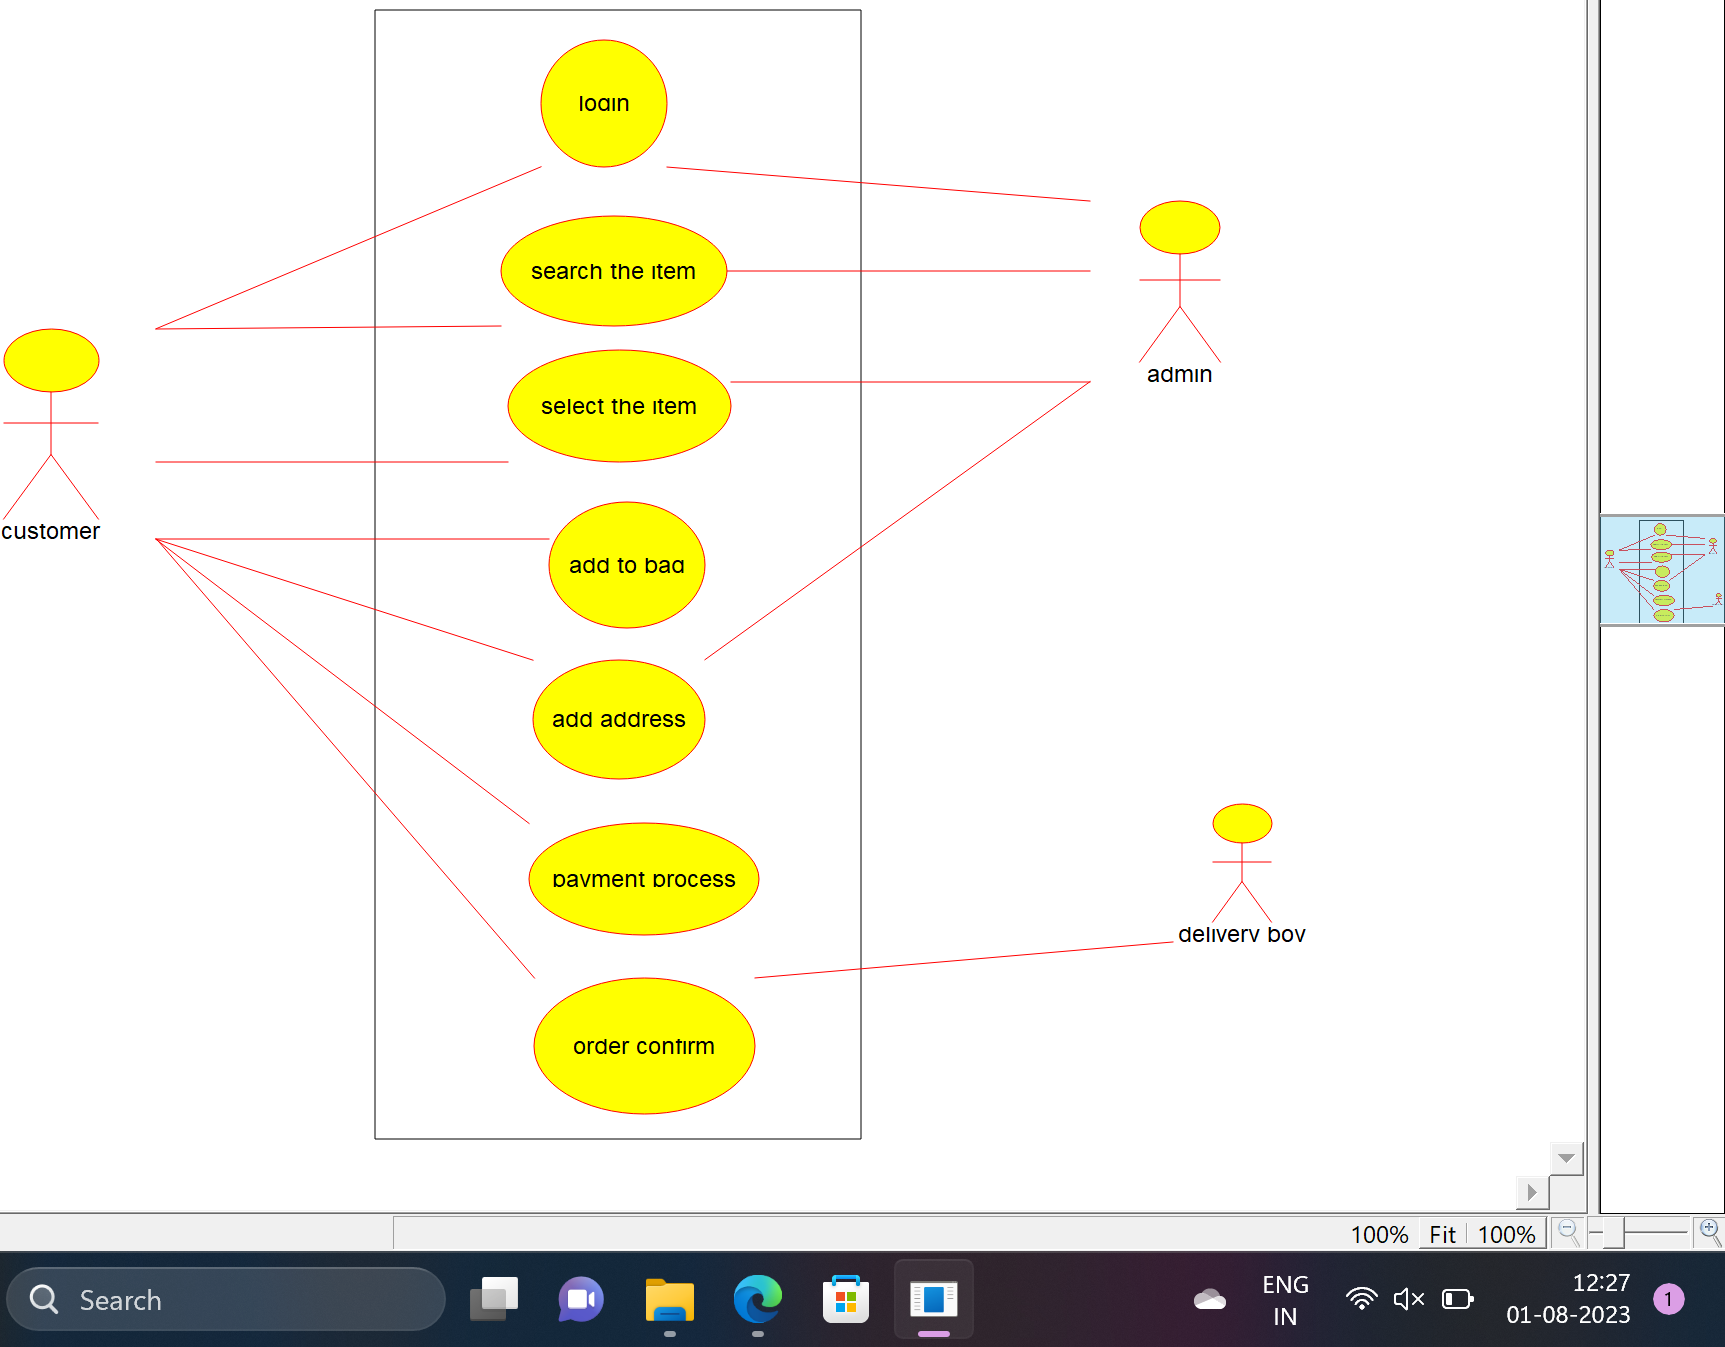 login
search the item
select the item
add to bag
add address
payment process
order confirm
customer
admin
delivery boy
100% Fit 100%
Search
ENG
IN
12:27
01-08-2023
1